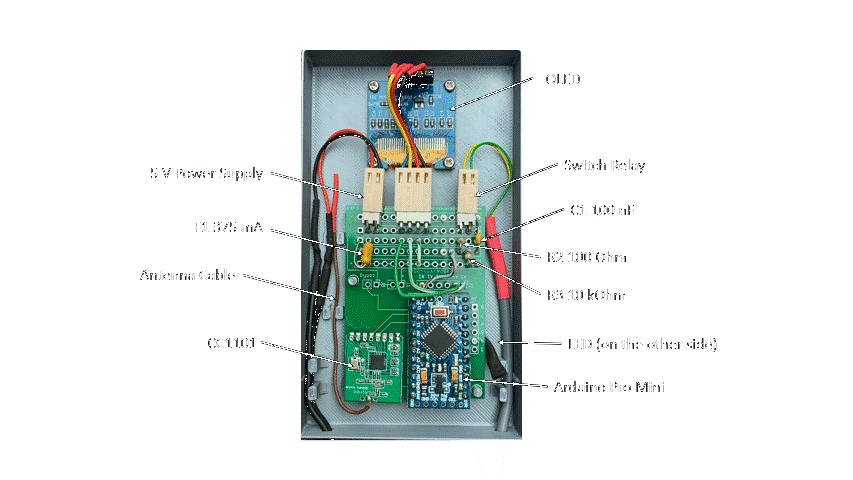 OLED
5 V Power Supply
Switch Relay
F1 375 mA
C1 100 nF
R2 100 Ohm
Antenna Cable
R3 10 kOhm
CC1101
LED (on the other side)
Arduino Pro Mini